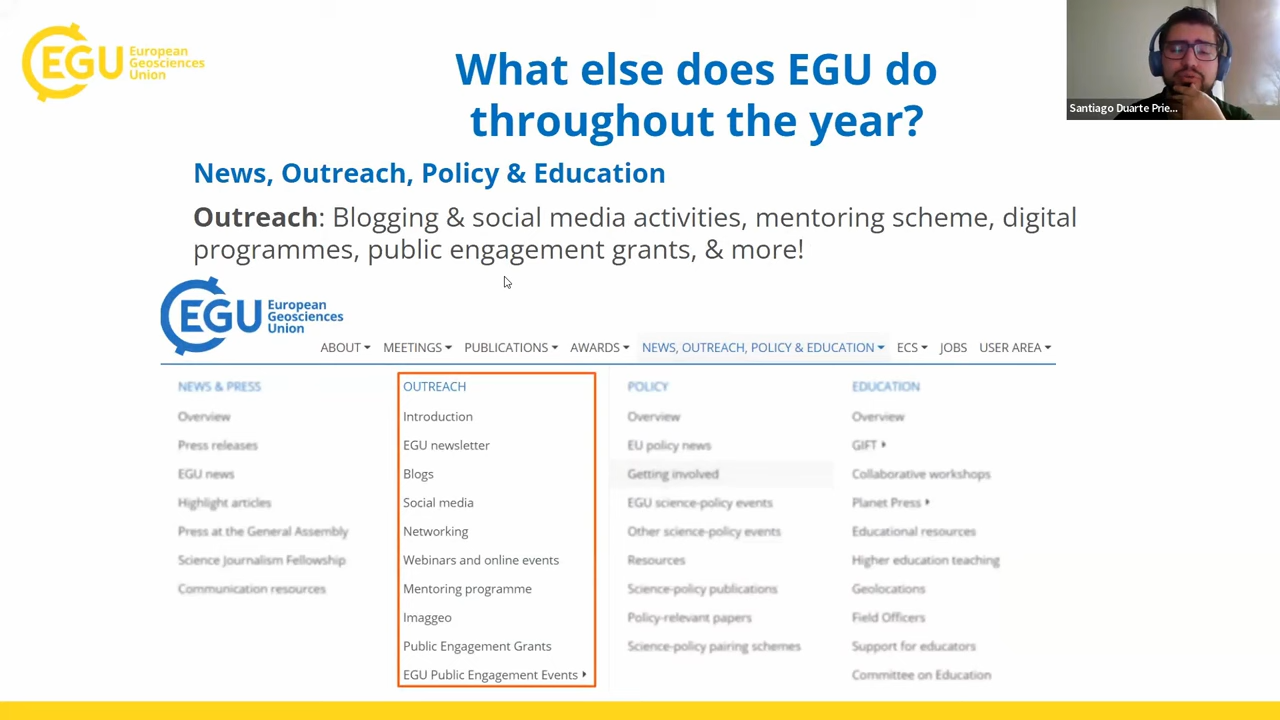 EGU European
Geosciences
Union
What else does EGU do
throughout the year?
Santiago Duarte Prie...
News, Outreach, Policy & Education
Outreach: Blogging & social media activities, mentoring scheme, digital
programmes, public engagement grants, & more!
EGU European
Geosciences
Union
ABOUT MEETINGS PUBLICATIONS AWARDS NEWS, OUTREACH, POLICY & EDUCATION ECS JOBS USER AREA
NEWS & PRESS
Overview
Press releases
EGU news
Highlight articles
Press at the General Assembly
Science Journalism Fellowship
Communication resources
OUTREACH
Introduction
EGU newsletter
Blogs
Social media
Networking
Webinars and online events
Mentoring programme
Imaggeo
Public Engagement Grants
EGU Public Engagement Events
POLICY
Overview
EU policy news
Getting involved
EGU science-policy events
Other science-policy events
Resources
Science-policy publications
Policy-relevant papers
Science-policy pairing schemes
EDUCATION
Overview
GIFT
Collaborative workshops
Planet Press
Educational resources
Higher education teaching
Geolocations
Field Officers
Support for educators
Committee on Education